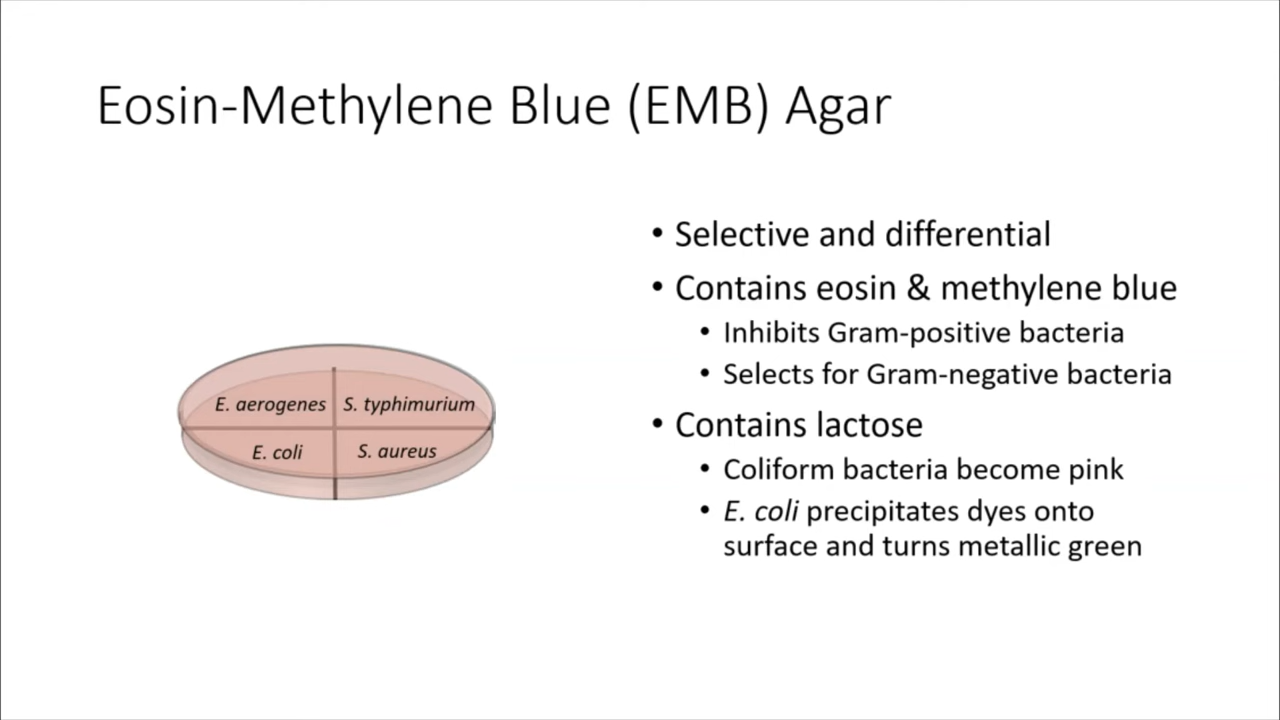 Eosin-Methylene Blue (EMB) Agar
E. aerogenes
S. typhimurium
E. coli
S. aureus
• Selective and differential
• Contains eosin & methylene blue
• Inhibits Gram-positive bacteria
• Selects for Gram-negative bacteria
• Contains lactose
• Coliform bacteria become pink
• E. coli precipitates dyes onto
surface and turns metallic green